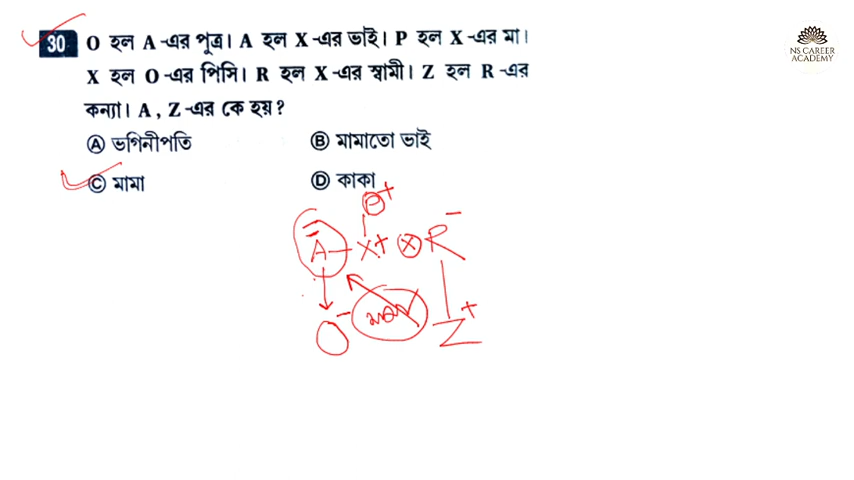 NS CAREER
ACADEMY
30 O হল A-এর পুত্র। A হল X-এর ভাই। P হল X-এর মা।
X হল O-এর পিসি। R হল X-এর স্বামী। Z হল R-এর
কন্যা। A, Z-এর কে হয়?
Ⓐ ভগিনীপতি Ⓑ মামাতো ভাই
Ⓒ মামা Ⓓ কাকা
P+
A – X+ ⊗ R–
O– Z+